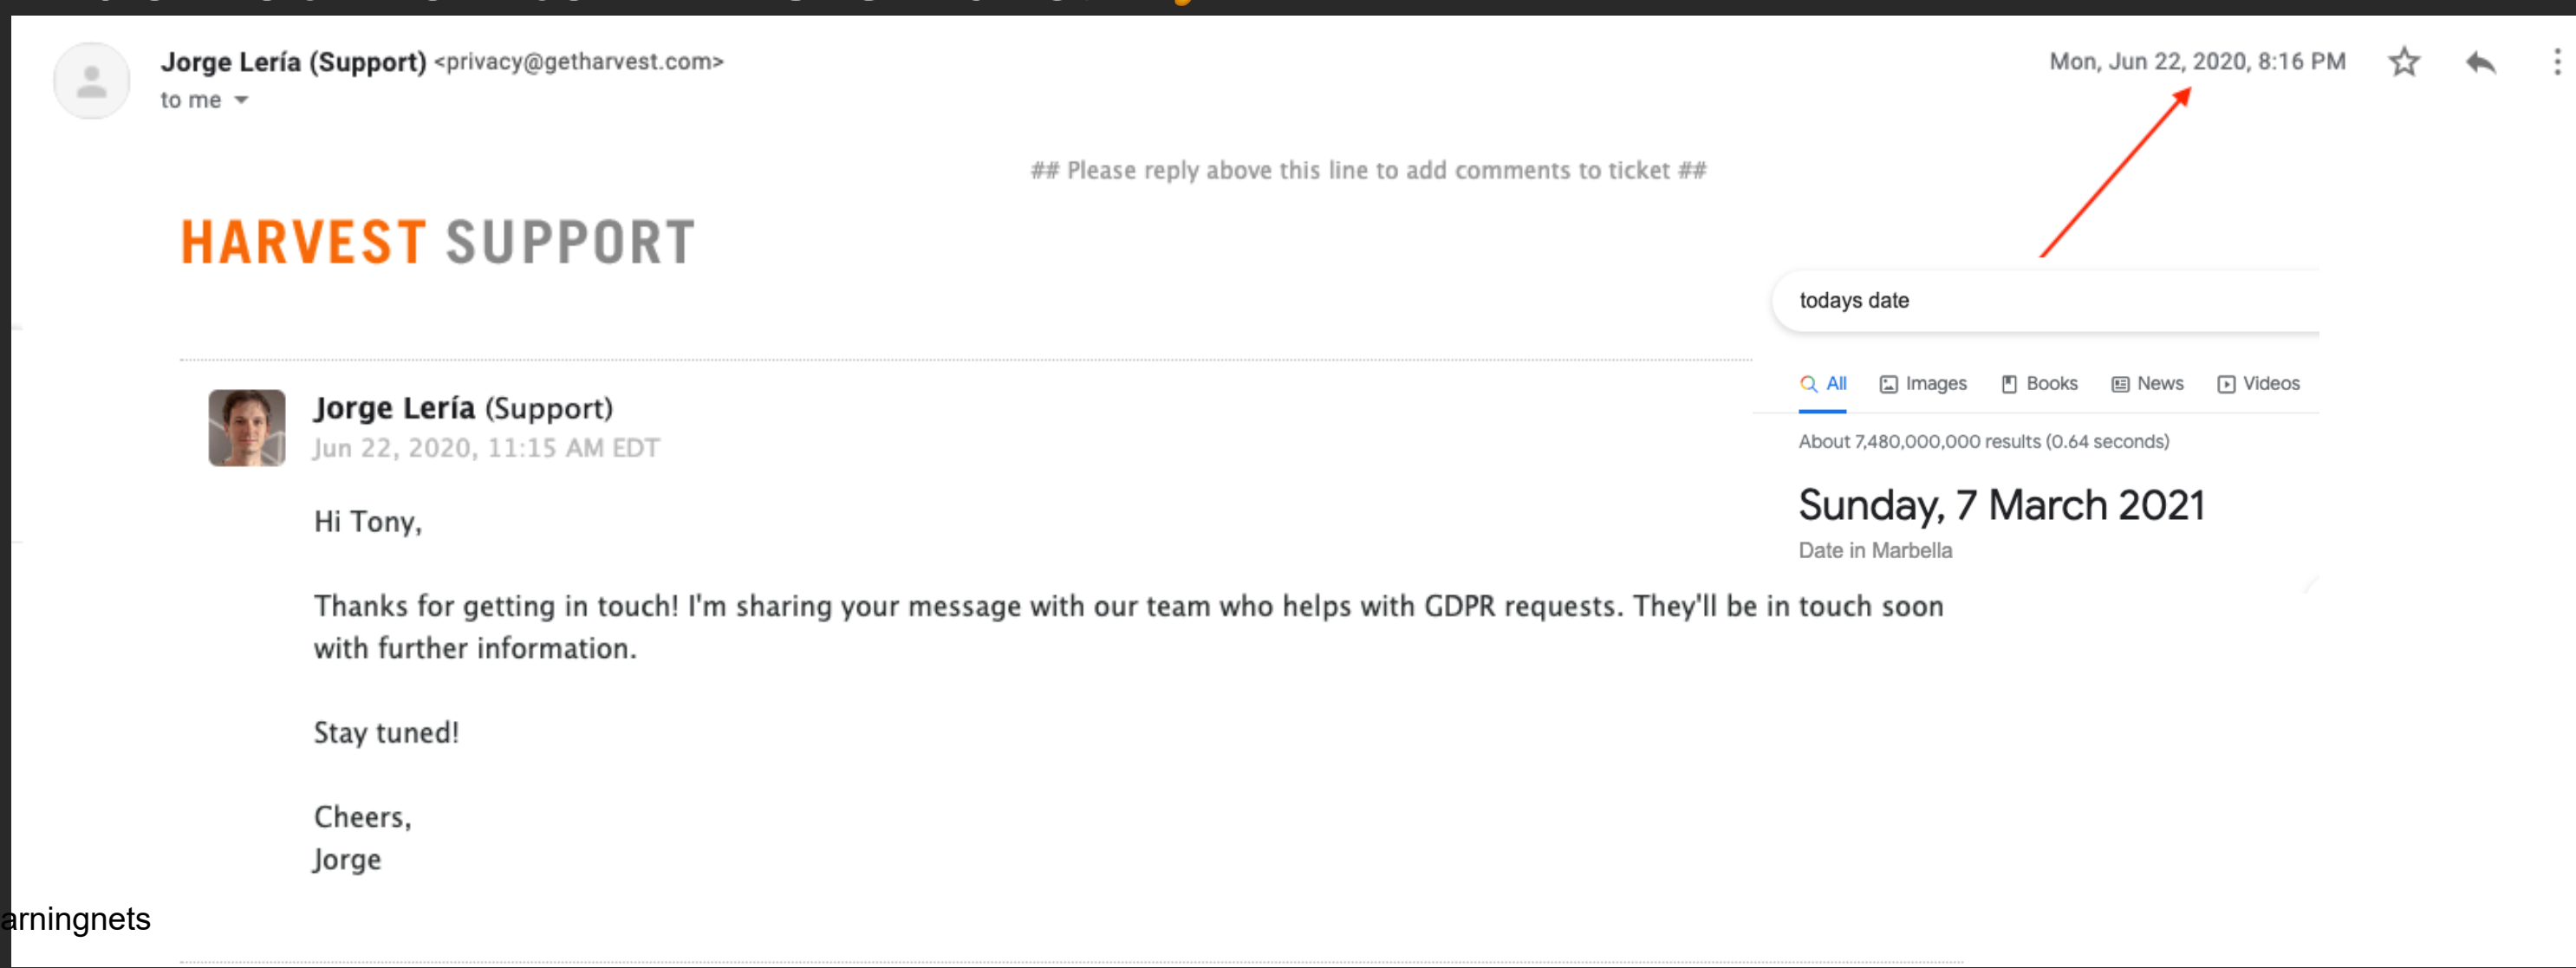 Jorge Lería (Support) <privacy@getharvest.com>
Mon, Jun 22, 2020, 8:16 PM
to me
## Please reply above this line to add comments to ticket ##
HARVEST SUPPORT
todays date
All Images Books News Videos
About 7,480,000,000 results (0.64 seconds)
Sunday, 7 March 2021
Date in Marbella
Jorge Lería (Support)
Jun 22, 2020, 11:15 AM EDT
Hi Tony,
Thanks for getting in touch! I'm sharing your message with our team who helps with GDPR requests. They'll be in touch soon
with further information.
Stay tuned!
Cheers,
Jorge
arningnets